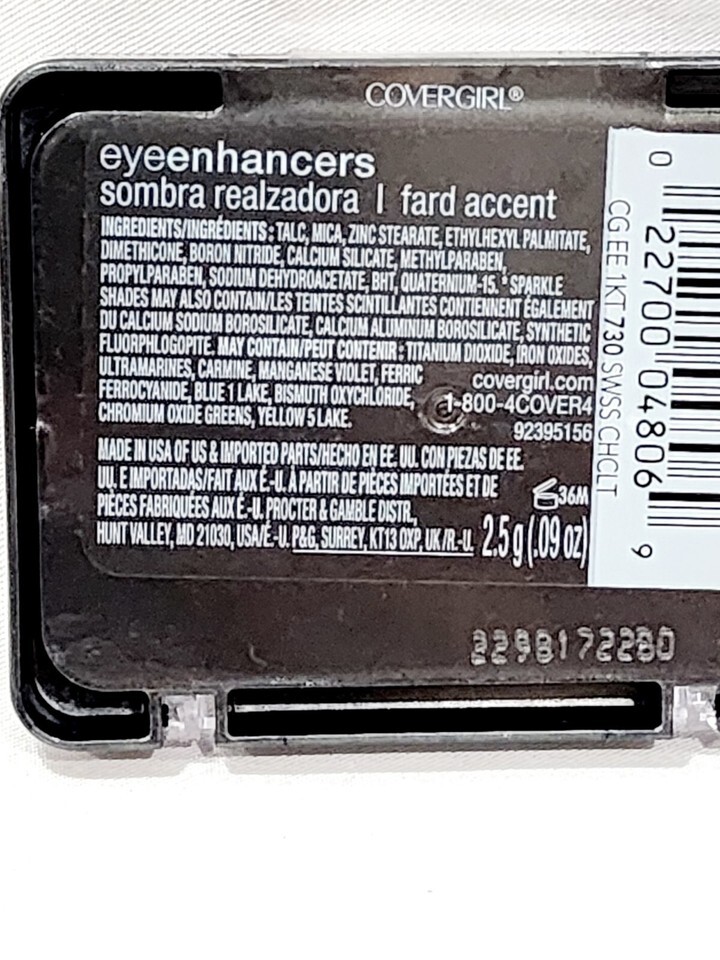 COVERGIRL®
eyeenhancers
sombra realzadora | fard accent
INGREDIENTS/INGRÉDIENTS: TALC, MICA, ZINC STEARATE, ETHYLHEXYL PALMITATE,
DIMETHICONE, BORON NITRIDE, CALCIUM SILICATE, METHYLPARABEN,
PROPYLPARABEN, SODIUM DEHYDROACETATE, BHT, QUATERNIUM-15. * SPARKLE
SHADES MAY ALSO CONTAIN/LES TEINTES SCINTILLANTES CONTIENNENT ÉGALEMENT
DU CALCIUM SODIUM BOROSILICATE, CALCIUM ALUMINUM BOROSILICATE, SYNTHETIC
FLUORPHLOGOPITE. MAY CONTAIN/PEUT CONTENIR: TITANIUM DIOXIDE, IRON OXIDES,
ULTRAMARINES, CARMINE, MANGANESE VIOLET, FERRIC
FERROCYANIDE, BLUE 1 LAKE, BISMUTH OXYCHLORIDE,
CHROMIUM OXIDE GREENS, YELLOW 5 LAKE.
covergirl.com
1-800-4COVER4
92395156
MADE IN USA OF US & IMPORTED PARTS/HECHO EN EE. UU. CON PIEZAS DE EE.
UU. E IMPORTADAS/FAIT AUX É.-U. À PARTIR DE PIÈCES IMPORTÉES ET DE
PIÈCES FABRIQUÉES AUX É.-U. PROCTER & GAMBLE DISTR.,
HUNT VALLEY, MD 21030, USA/É.-U. P&G, SURREY, KT13 0XP, UK/R.-U.
36M
2.5 g (.09 oz)
CG EE 1KT 730 SWSS CHCLT
0 22700 04806 9
2298172280